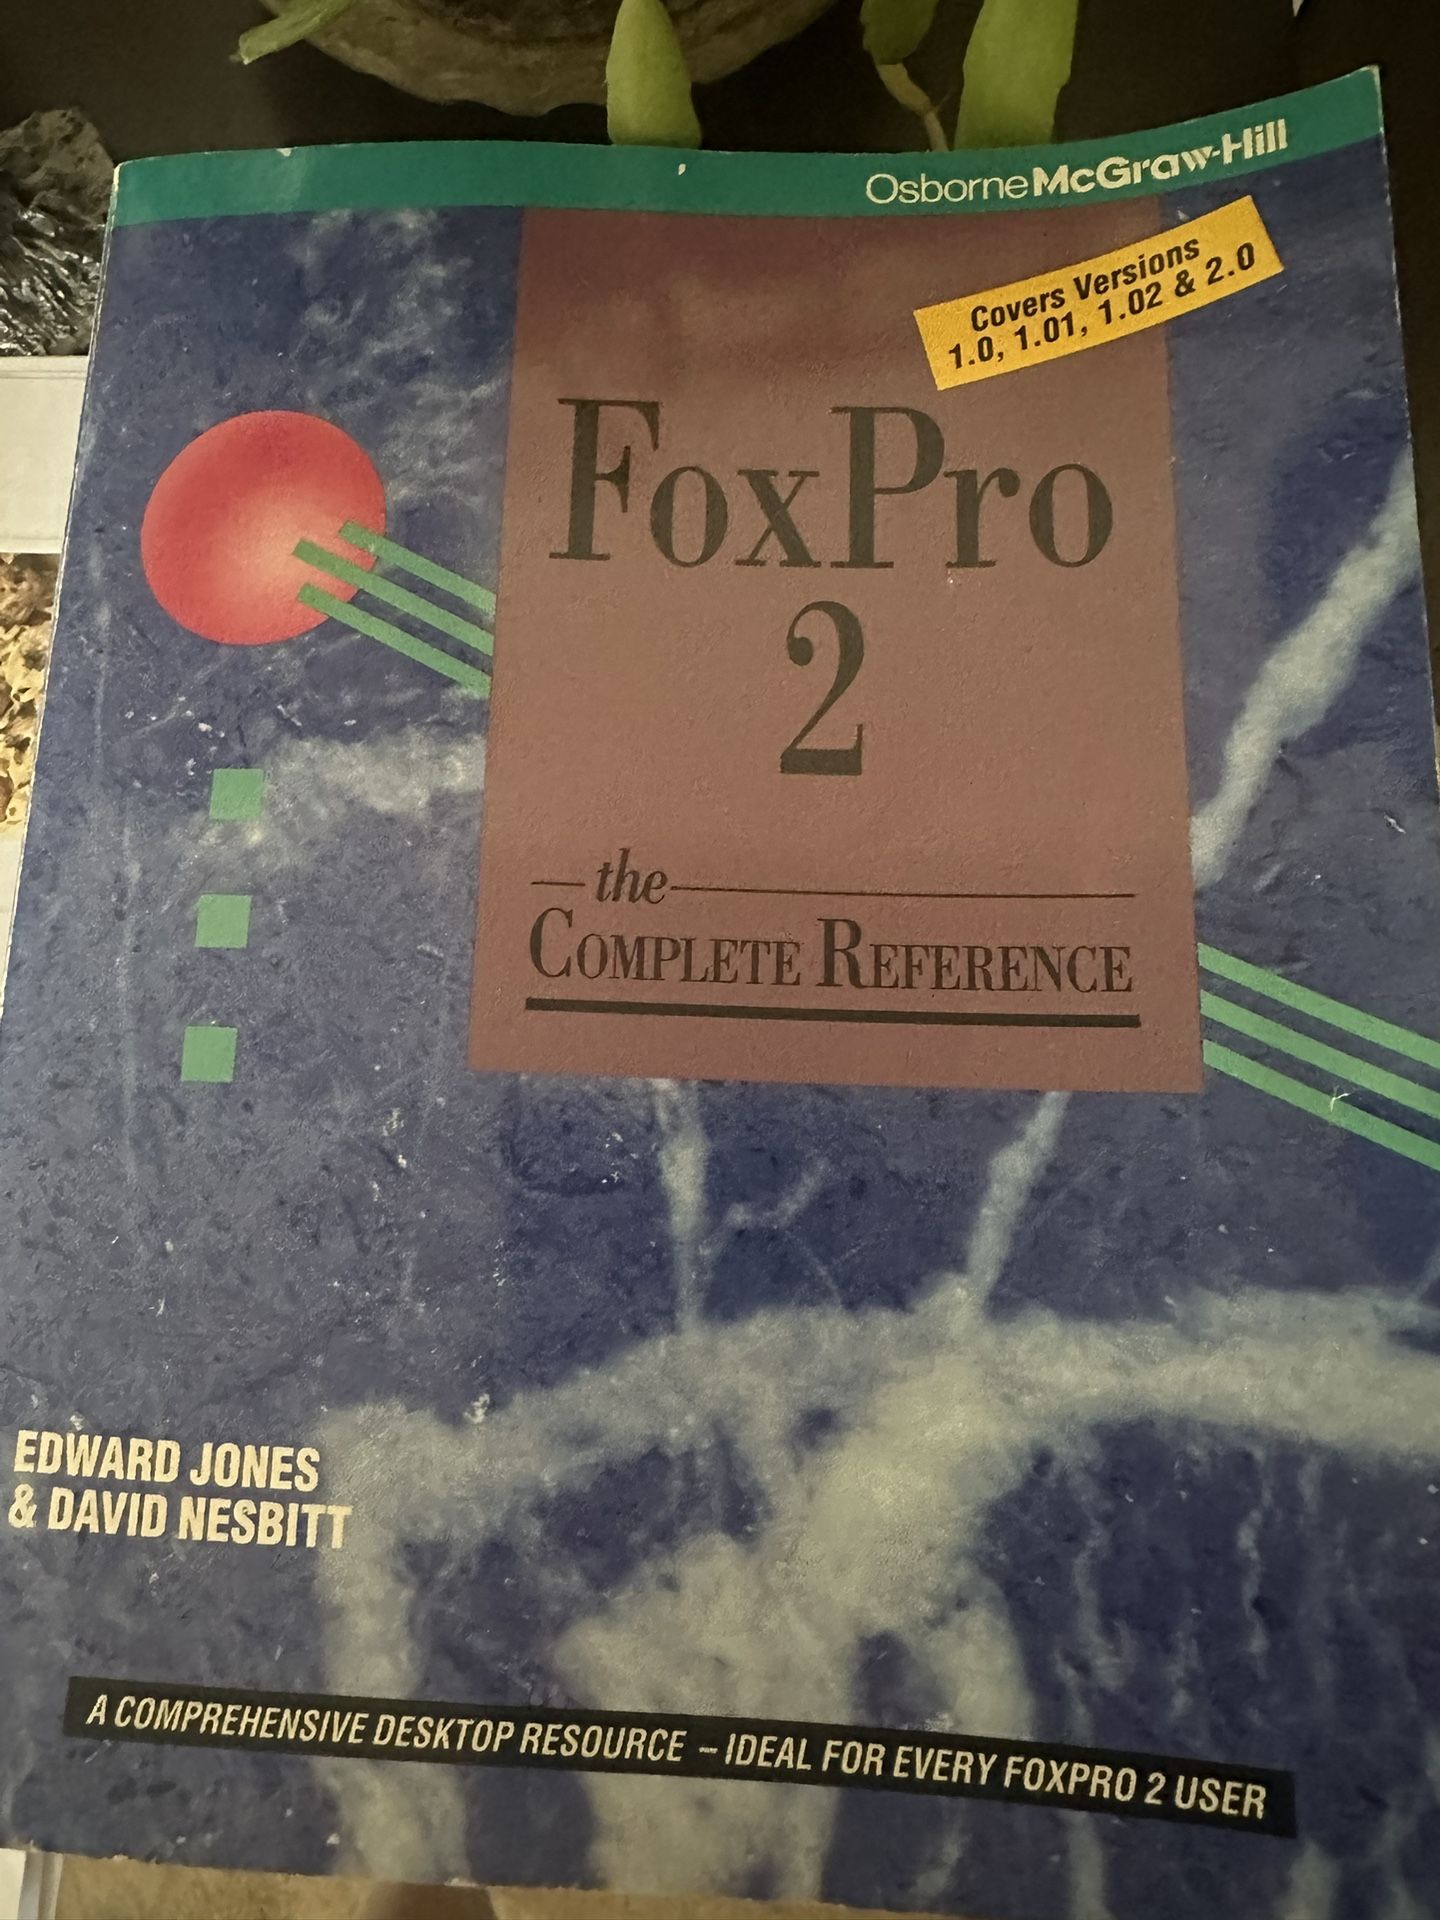 OsborneMcGraw-Hill
Covers Versions
1.0, 1.01, 1.02 & 2.0
FoxPro
2
the
COMPLETE REFERENCE
EDWARD JONES
& DAVID NESBITT
A COMPREHENSIVE DESKTOP RESOURCE – IDEAL FOR EVERY FOXPRO 2 USER